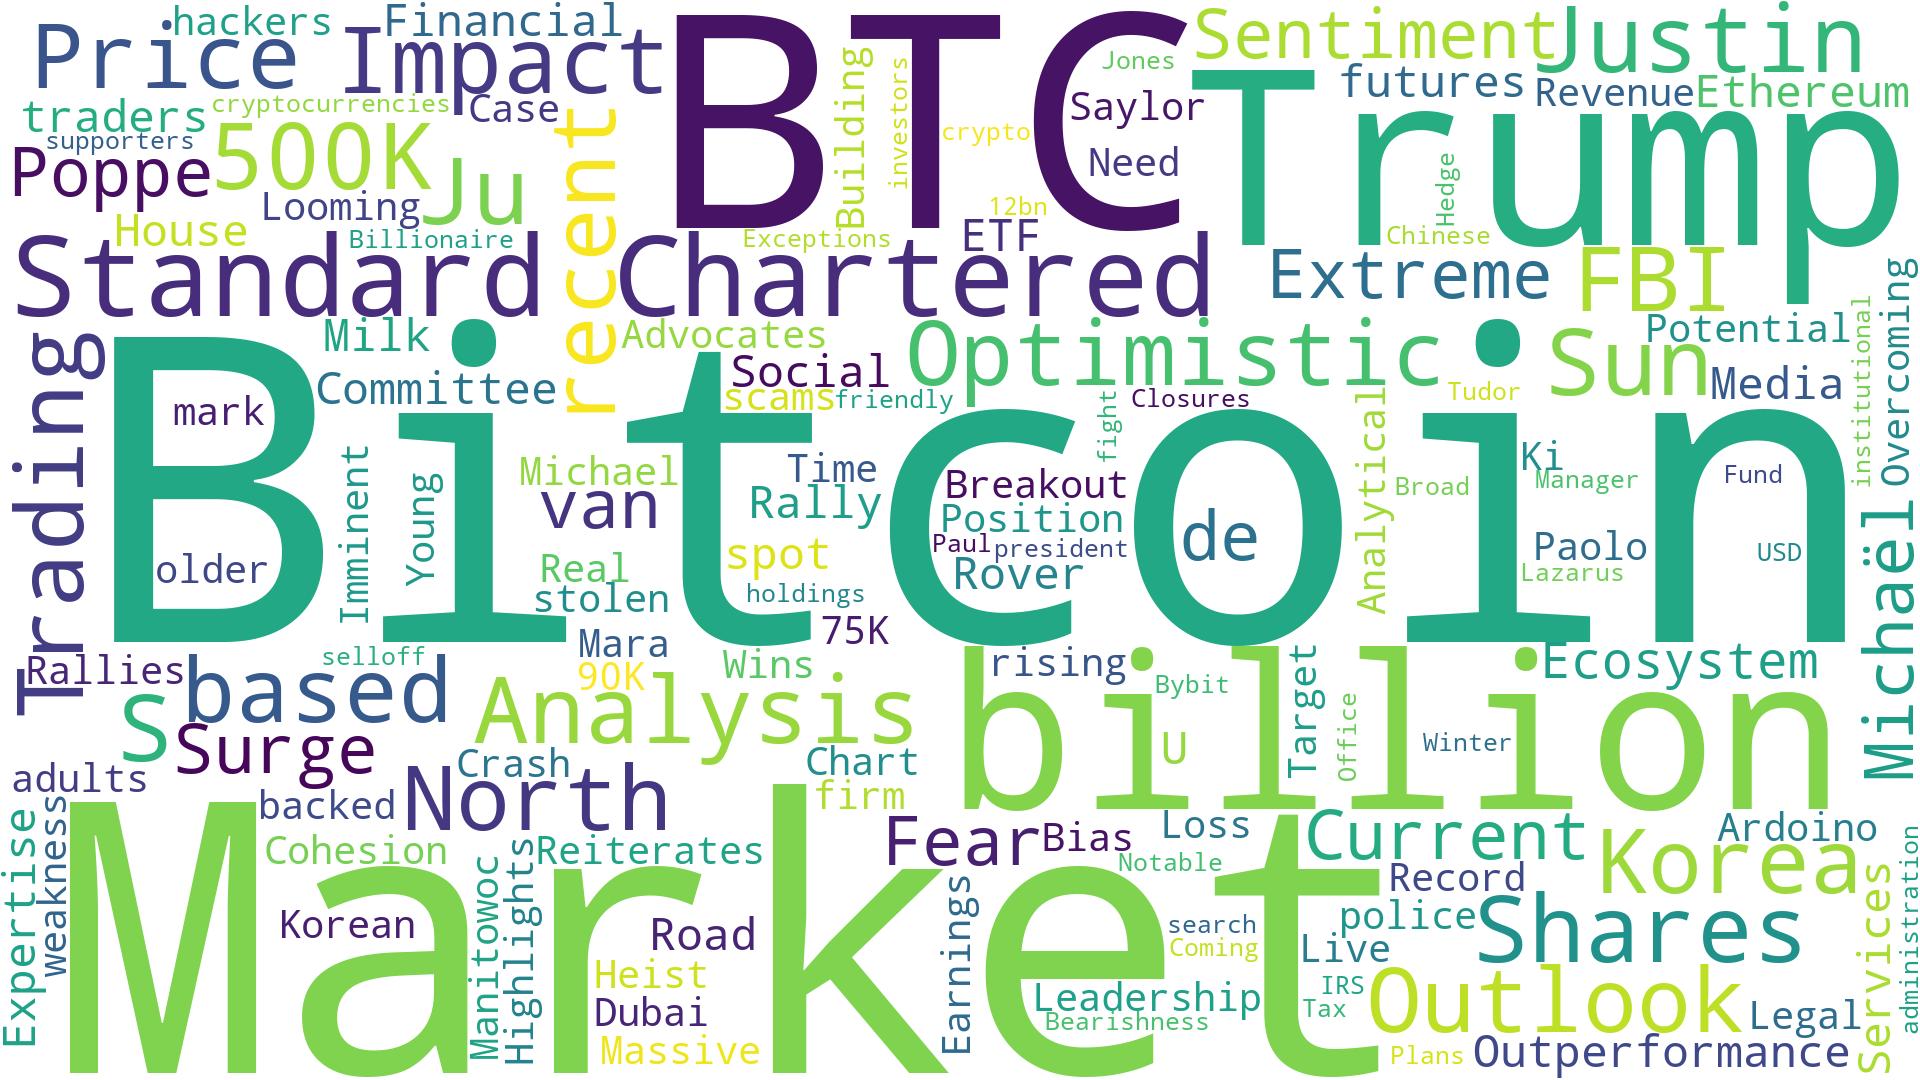 hackers
Financial
BTC
Sentiment
Justin
Price
Impact
Jones
Trump
futures
Revenue
Ethereum
traders
cryptocurrencies
Case
recent
Building
investors
crypto
Saylor
supporters
500K
Need
Poppe
Ju
Hedge
Looming
12bn
House
Billionaire
Exceptions
ETF
Chinese
Standard
Chartered
Extreme
FBI
Overcoming
Trading
Milk
Advocates
Optimistic
Sun
Potential
institutional
Committee
Social
Media
scams
friendly
Closures
Tudor
mark
Bitcoin
fight
Analytical
Imminent
Young
Michael
Time
Breakout
Ki
Manager
Fund
van
Rally
Position
de
Broad
Michaël
older
Real
spot
Paul
president
Rover
Paolo
USD
Lazarus
stolen
holdings
Mara
75K
Rallies
selloff
90K
Wins
rising
billion
Ecosystem
based
Analysis
Bybit
Target
Office
S
Surge
U
Winter
adults
Crash
Chart
North
backed
firm
Market
Expertise
Weakness
Cohesion
Manitowoc
Highlights
Reiterates
Fear
Bias
Loss
Current
Ardoino
Notable
Korea
administration
Record
Services
Korean
Road
Earnings
search
police
Shares
Coming
Live
Heist
Leadership
IRS
Outlook
Dubai
Tax
Legal
Bearishness
Massive
Plans
Outperformance